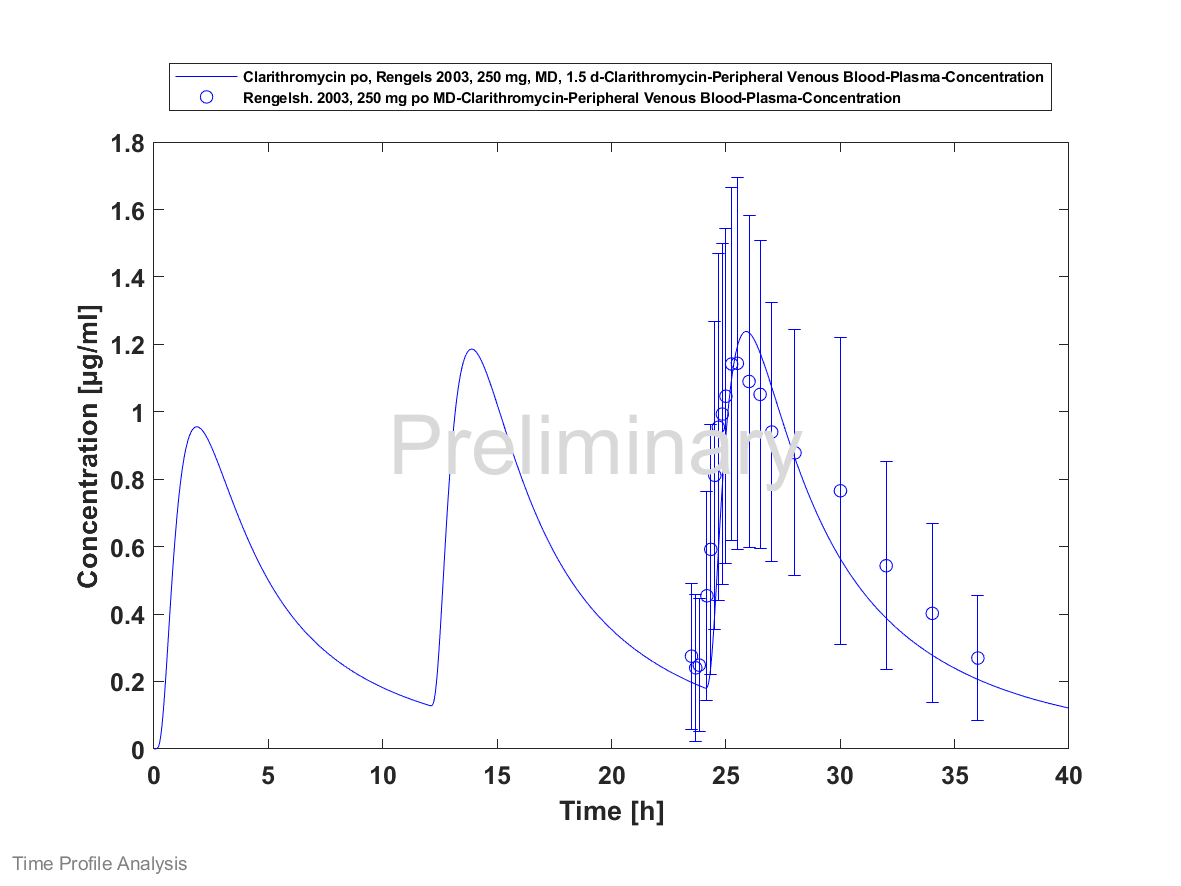 Clarithromycin po, Rengels 2003, 250 mg, MD, 1.5 d-Clarithromycin-Peripheral Venous Blood-Plasma-Concentration
Rengelsh. 2003, 250 mg po MD-Clarithromycin-Peripheral Venous Blood-Plasma-Concentration
1.8
1.6
1.4
1.2
1
0.8
0.6
0.4
0.2
0
Concentration [µg/ml]
Preliminary
0 5 10 15 20 25 30 35 40
Time [h]
Time Profile Analysis